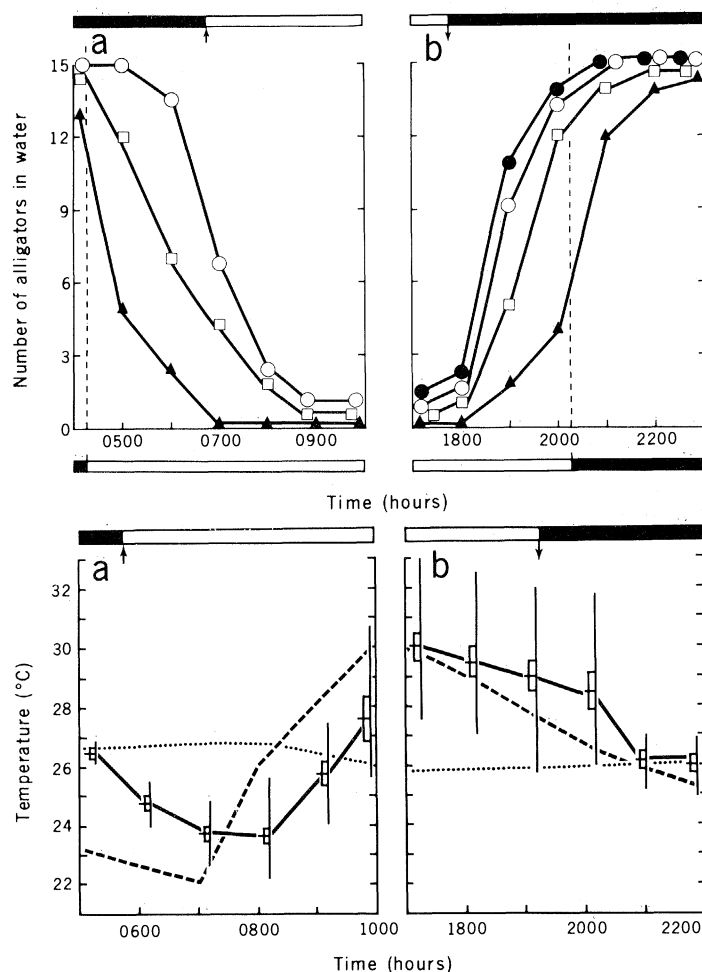 a
b
15
12
9
6
3
0
Number of alligators in water
0500 0700 0900
1800 2000 2200
Time (hours)
a
b
32
30
28
26
24
22
Temperature (°C)
0600 0800 1000
1800 2000 2200
Time (hours)